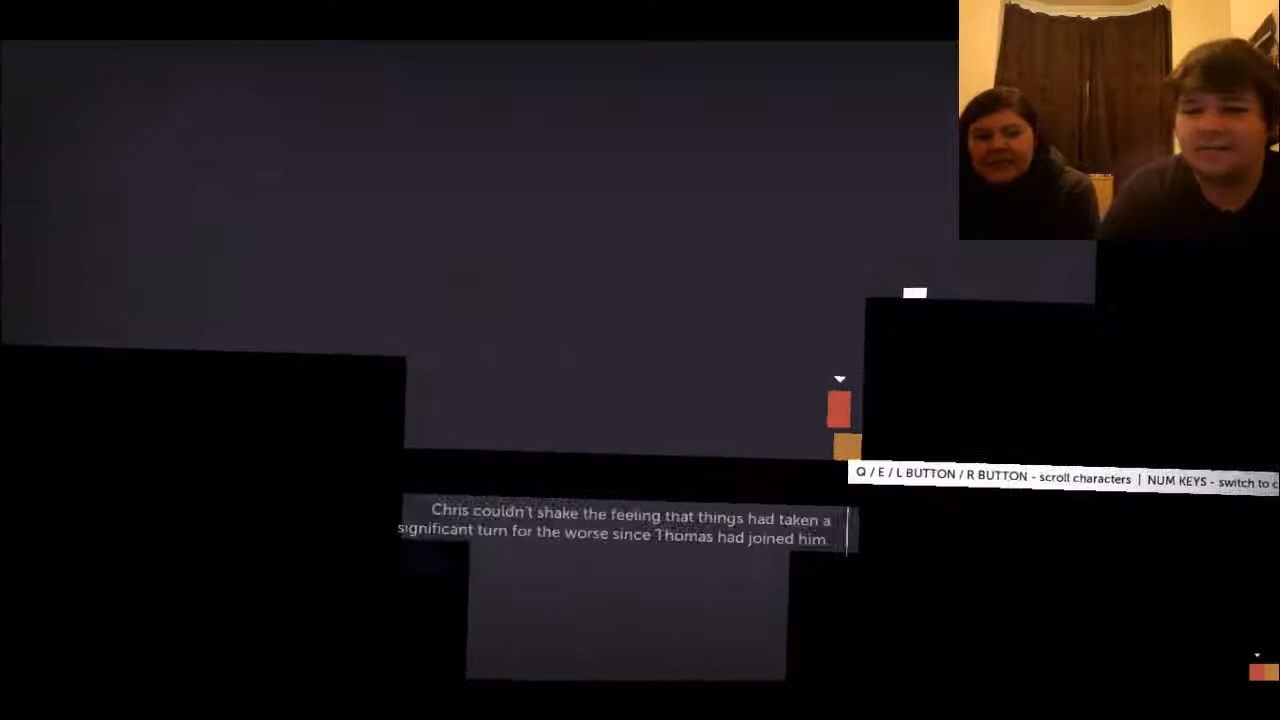 Q / E / L BUTTON / R BUTTON - scroll characters | NUM KEYS - switch to c
Chris couldn't shake the feeling that things had taken a
significant turn for the worse since Thomas had joined him.